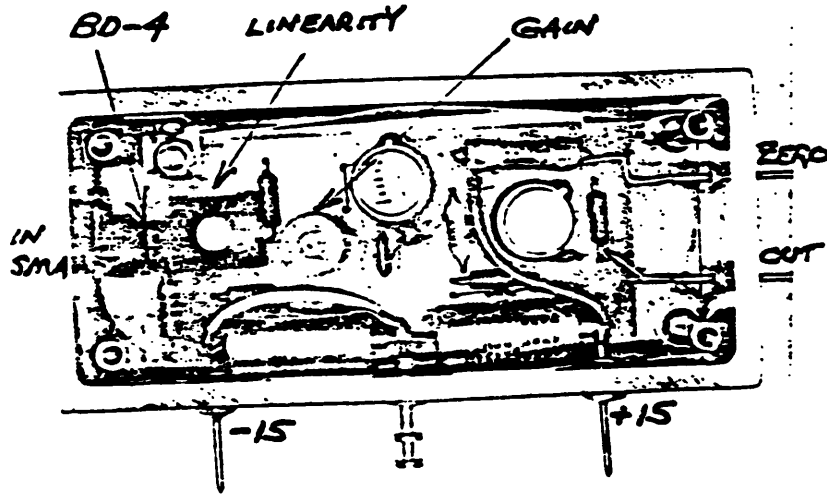 BD-4
LINEARITY
GAIN
ZERO
IN
SMA
OUT
-15
+15